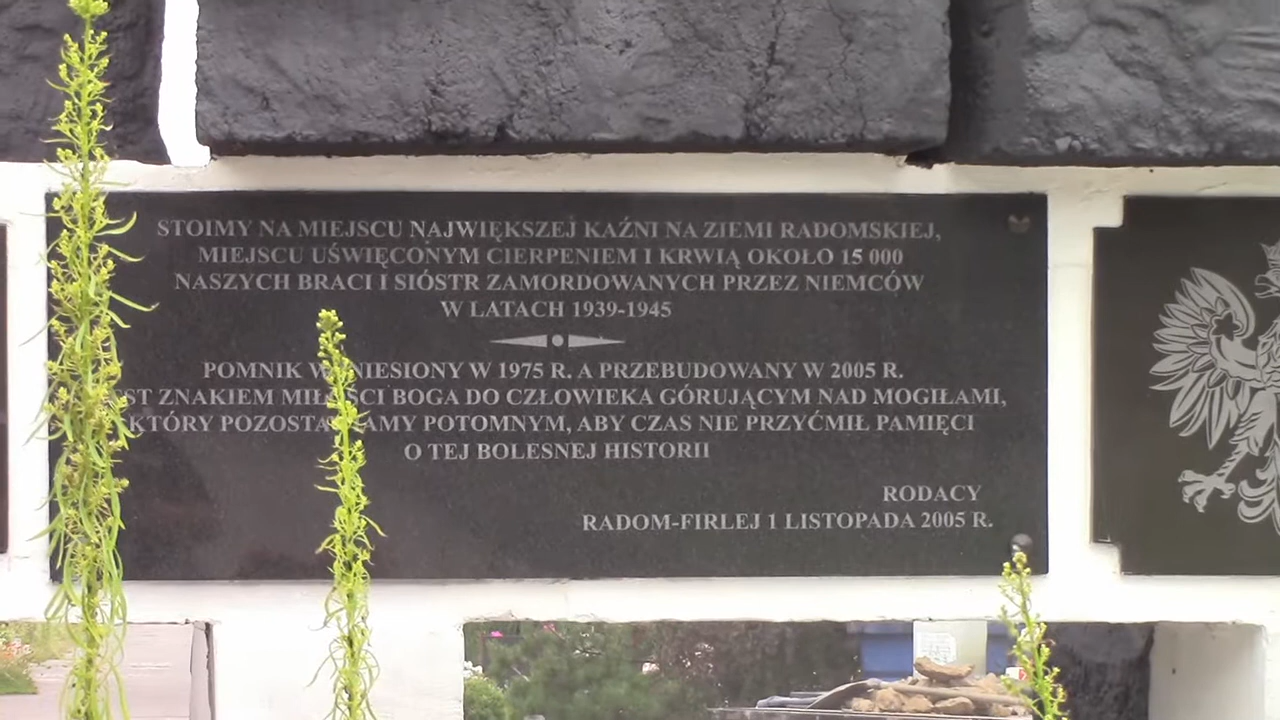 STOIMY NA MIEJSCU NAJWIĘKSZEJ KAŹNI NA ZIEMI RADOMSKIEJ,
MIEJSCU UŚWIĘCONYM CIERPENIEM I KRWIĄ OKOŁO 15 000
NASZYCH BRACI I SIÓSTR ZAMORDOWANYCH PRZEZ NIEMCÓW
W LATACH 1939-1945
POMNIK WZNIESIONY W 1975 R. A PRZEBUDOWANY W 2005 R.
JEST ZNAKIEM MIŁOŚCI BOGA DO CZŁOWIEKA GÓRUJĄCYM NAD MOGIŁAMI,
KTÓRY POZOSTAWIAMY POTOMNYM, ABY CZAS NIE PRZYĆMIŁ PAMIĘCI
O TEJ BOLESNEJ HISTORII
RODACY
RADOM-FIRLEJ 1 LISTOPADA 2005 R.